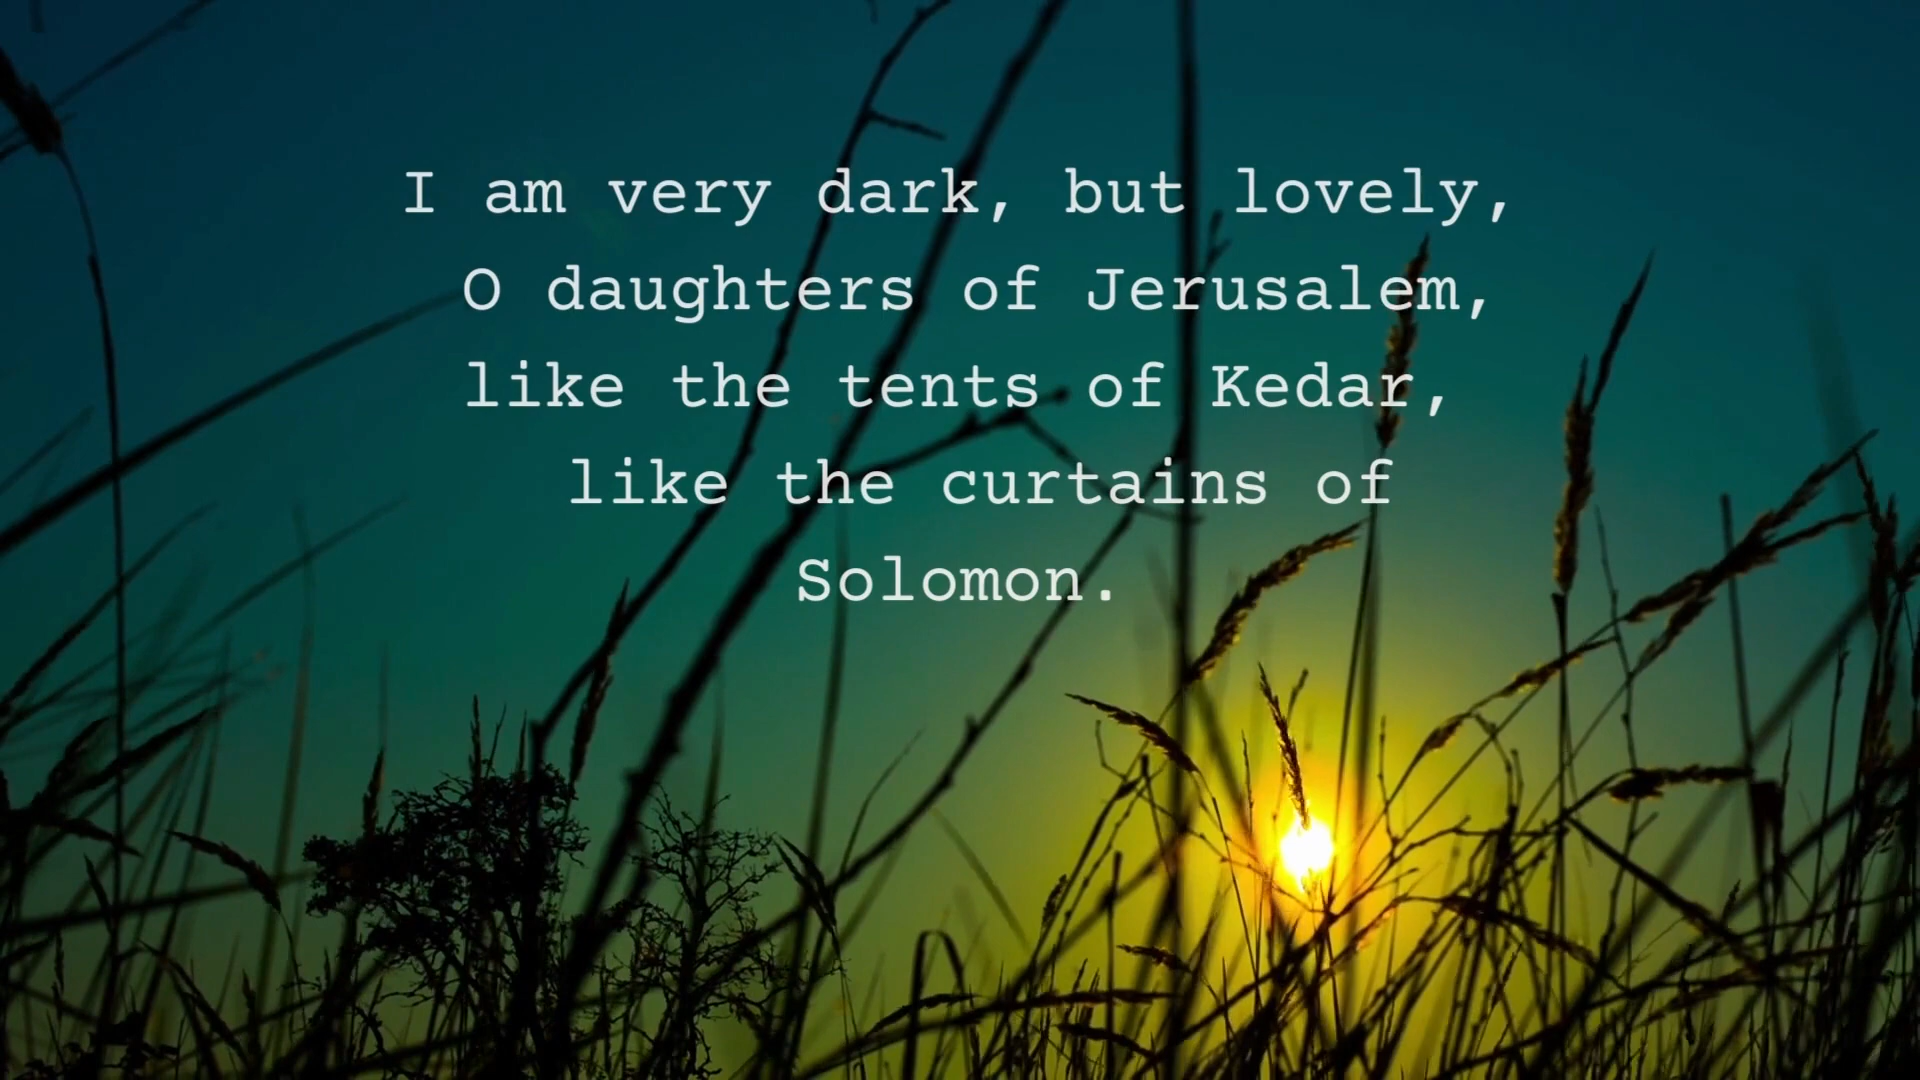 I am very dark, but lovely,
O daughters of Jerusalem,
like the tents of Kedar,
like the curtains of
Solomon.